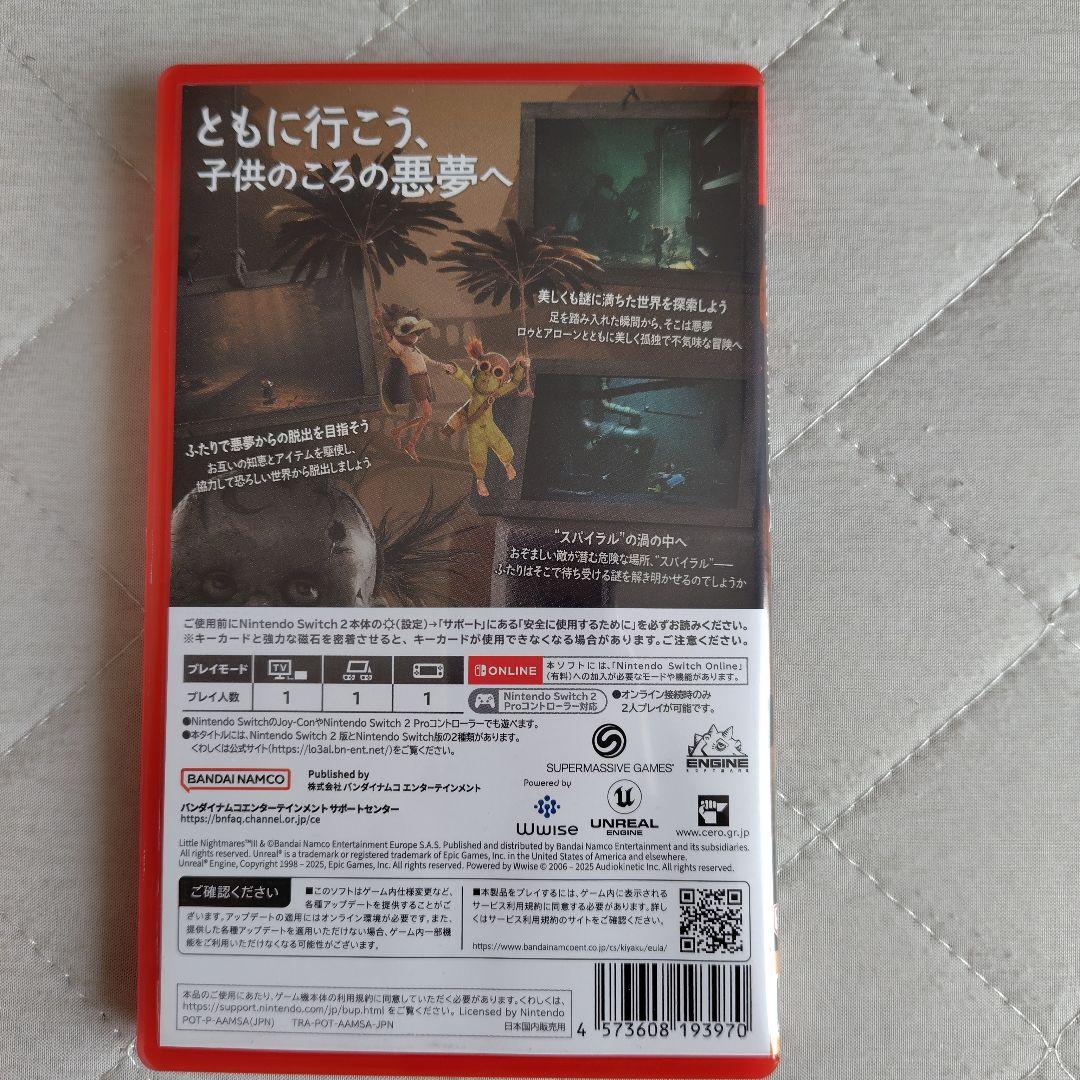 ともに行こう、
子供のころの悪夢へ
美しくも謎に満ちた世界を探索しよう
足を踏み入れた瞬間から、そこは悪夢
ロゥとアローンとともに美しく孤独で不気味な冒険へ
ふたりで悪夢からの脱出を目指そう
お互いの知恵とアイテムを駆使し、
協力して恐ろしい世界から脱出しましょう
“スパイラル”の渦の中へ
おぞましい敵が潜む危険な場所、“スパイラル”──
ふたりはそこで待ち受ける謎を解き明かせるのでしょうか
ご使用前にNintendo Switch 2本体の(設定)→「サポート」にある「安全に使用するために」を必ずお読みください。
※キーカードと強力な磁石を密着させると、キーカードが使用できなくなる場合があります。ご注意ください。
プレイモード TV
プレイ人数 1 1 1
ONLINE
本ソフトには、「Nintendo Switch Online」
(有料)への加入が必要なモードや機能があります。
Nintendo Switch 2
Proコントローラー対応
●オンライン接続時のみ
2人プレイが可能です。
●Nintendo SwitchのJoy-ConやNintendo Switch 2 Proコントローラーでも遊べます。
●本タイトルには、Nintendo Switch 2 版とNintendo Switch版の2種類があります。
くわしくは公式サイト(https://lo3al.bn-ent.net/)をご覧ください。
SUPERMASSIVE GAMES
ENGINE
SOFTWARE
BANDAI NAMCO
Published by
株式会社 バンダイナムコ エンターテインメント
バンダイナムコエンターテインメント サポートセンター
https://bnfaq.channel.or.jp/ce
Powered by
Wwise
UNREAL
ENGINE
www.cero.gr.jp
Little Nightmares™III & ©Bandai Namco Entertainment Europe S.A.S. Published and distributed by Bandai Namco Entertainment and its subsidiaries.
All rights reserved. Unreal® is a trademark or registered trademark of Epic Games, Inc. in the United States of America and elsewhere.
Unreal® Engine, Copyright 1998 – 2025, Epic Games, Inc. All rights reserved. Powered by Wwise © 2006 – 2025 Audiokinetic Inc. All rights reserved.
ご確認ください
■このソフトはゲーム内仕様変更など、
各種アップデートを提供することがご
ざいます。アップデートの適用にはオンライン環境が必要です。また、
提供した各種アップデートを適用いただけない場合、ゲーム内一部機
能をご利用いただけなくなる可能性がございます。
■本製品をプレイするには、ゲーム内に表示される
サービス利用規約に同意する必要があります。詳し
くはサービス利用規約のサイトをご確認ください。
https://www.bandainamcoent.co.jp/cs/kiyaku/eula/
本品のご使用にあたり、ゲーム機本体の利用規約に同意していただく必要があります。くわしくは、
https://support.nintendo.com/jp/bup.html をご覧ください。Licensed by Nintendo
POT-P-AAMSA(JPN) TRA-POT-AAMSA-JPN 日本国内販売用
4 573608 193970